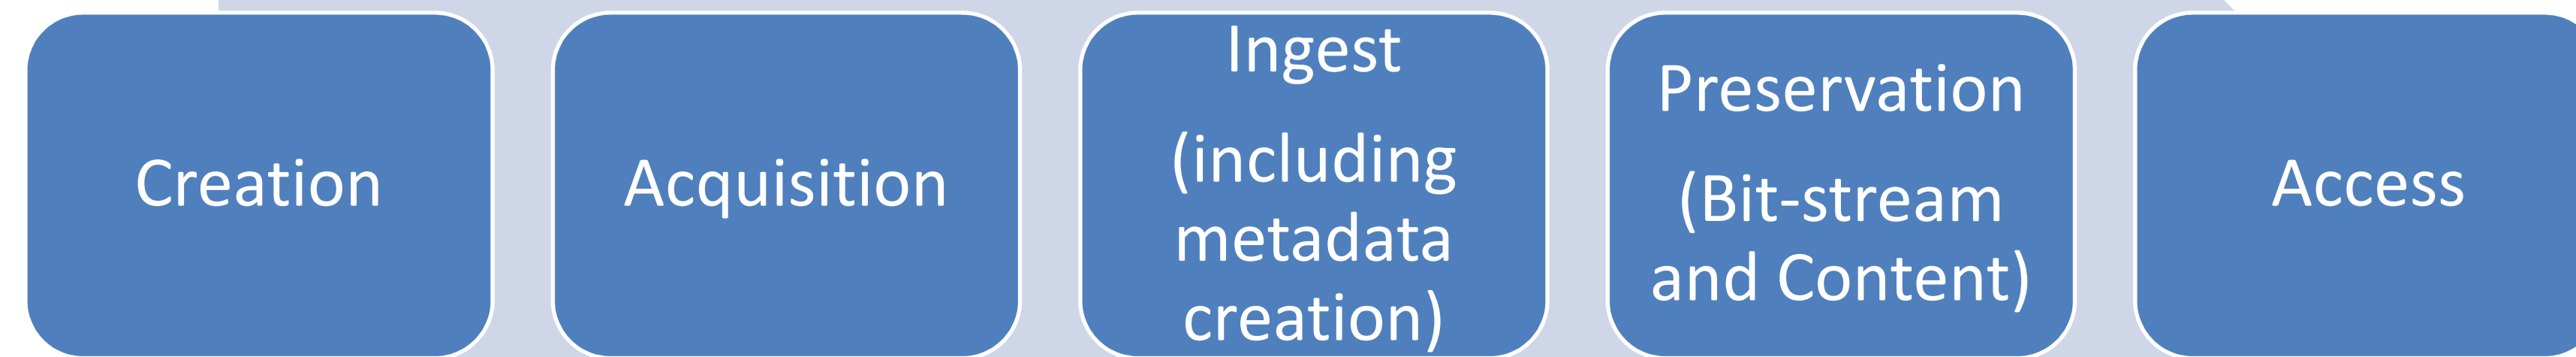 Creation
Acquisition
Ingest
(including
metadata
creation)
Preservation
(Bit-stream
and Content)
Access